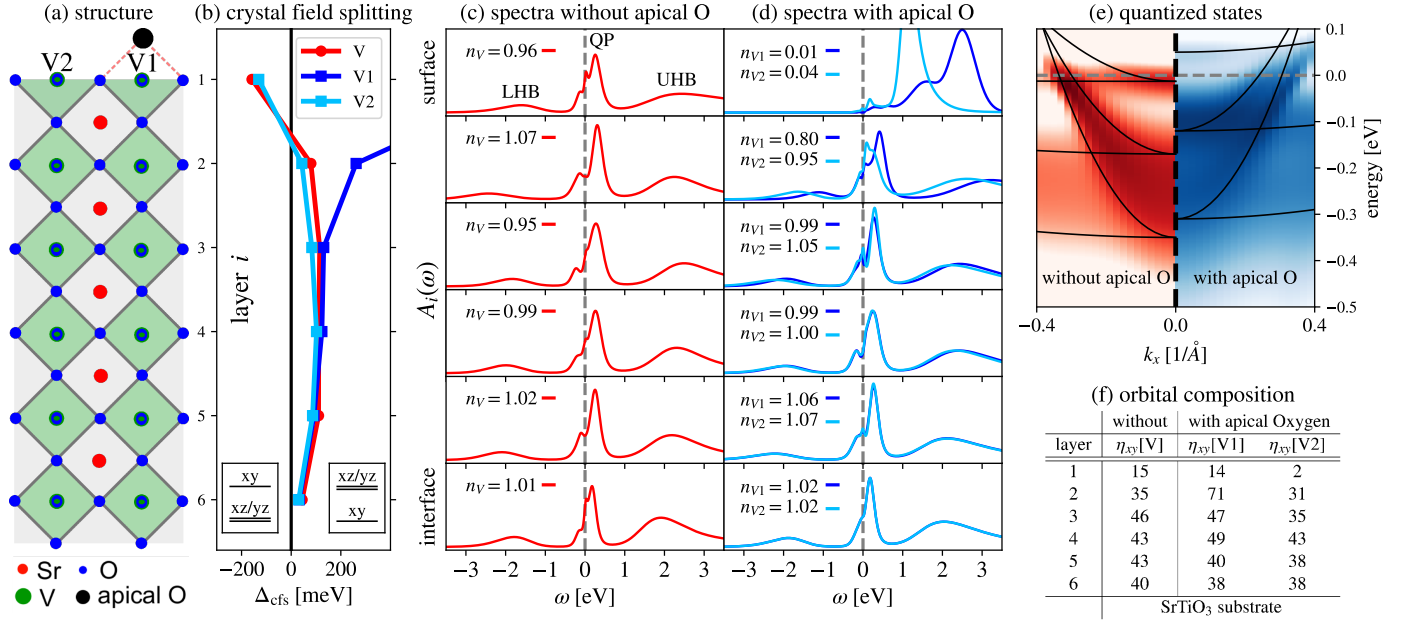 (a) structure
V2
V1
Sr
O
V
apical O
(b) crystal field splitting
V
V1
V2
1
2
3
4
5
6
layer i
xy
xz/yz
xz/yz
xy
−200
0
200
Δcfs [meV]
(c) spectra without apical O
surface
nV = 0.96
QP
LHB
UHB
nV = 1.07
nV = 0.95
nV = 0.99
nV = 1.02
interface
nV = 1.01
Ai(ω)
−3
−2
−1
0
1
2
3
ω [eV]
(d) spectra with apical O
nV1 = 0.01
nV2 = 0.04
nV1 = 0.80
nV2 = 0.95
nV1 = 0.99
nV2 = 1.05
nV1 = 0.99
nV2 = 1.00
nV1 = 1.06
nV2 = 1.07
nV1 = 1.02
nV2 = 1.02
−3
−2
−1
0
1
2
3
ω [eV]
(e) quantized states
0.1
0.0
−0.1
−0.2
−0.3
−0.4
−0.5
energy [eV]
without apical O
with apical O
−0.4
0.0
0.4
kx [1/Å]
(f) orbital composition
without with apical Oxygen
layer ηxy[V] ηxy[V1] ηxy[V2]
1 15 14 2
2 35 71 31
3 46 47 35
4 43 49 43
5 43 40 38
6 40 38 38
SrTiO3 substrate